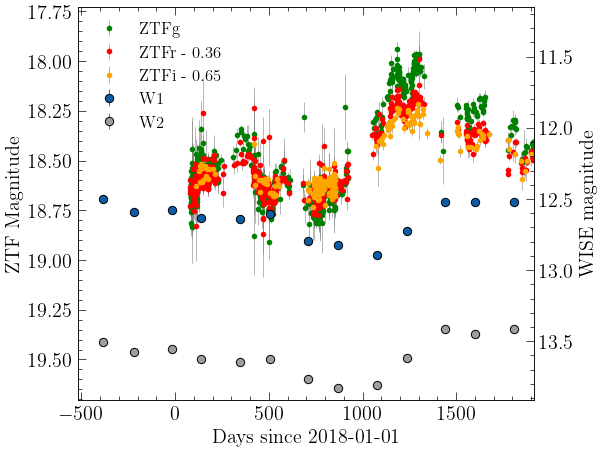 17.75
18.00
18.25
18.50
18.75
19.00
19.25
19.50
ZTF Magnitude
ZTFg
ZTFr - 0.36
ZTFi - 0.65
W1
W2
11.5
12.0
12.5
13.0
13.5
WISE magnitude
−500
0
500
1000
1500
Days since 2018-01-01